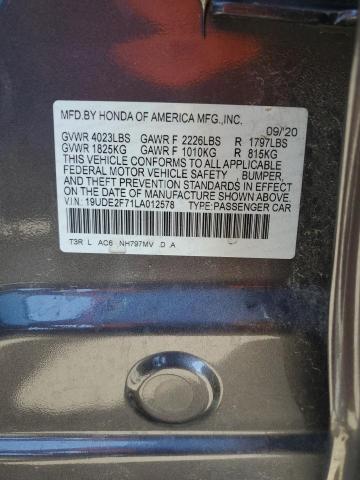 MFD.BY HONDA OF AMERICA MFG.,INC. 09/'20
GVWR 4023LBS GAWR F 2226LBS R 1797LBS
GVWR 1825KG GAWR F 1010KG R 815KG
THIS VEHICLE CONFORMS TO ALL APPLICABLE
FEDERAL MOTOR VEHICLE SAFETY , BUMPER,
AND THEFT PREVENTION STANDARDS IN EFFECT
ON THE DATE OF MANUFACTURE SHOWN ABOVE.
V.I.N: 19UDE2F71LA012578 TYPE:PASSENGER CAR
T3R L AC6 NH797MV D A